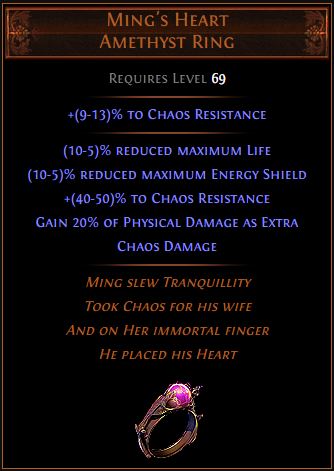 Ming's Heart
Amethyst Ring
Requires Level 69
+(9-13)% to Chaos Resistance
(10-5)% reduced maximum Life
(10-5)% reduced maximum Energy Shield
+(40-50)% to Chaos Resistance
Gain 20% of Physical Damage as Extra
Chaos Damage
Ming slew Tranquillity
Took Chaos for his wife
And on Her immortal finger
He placed his Heart